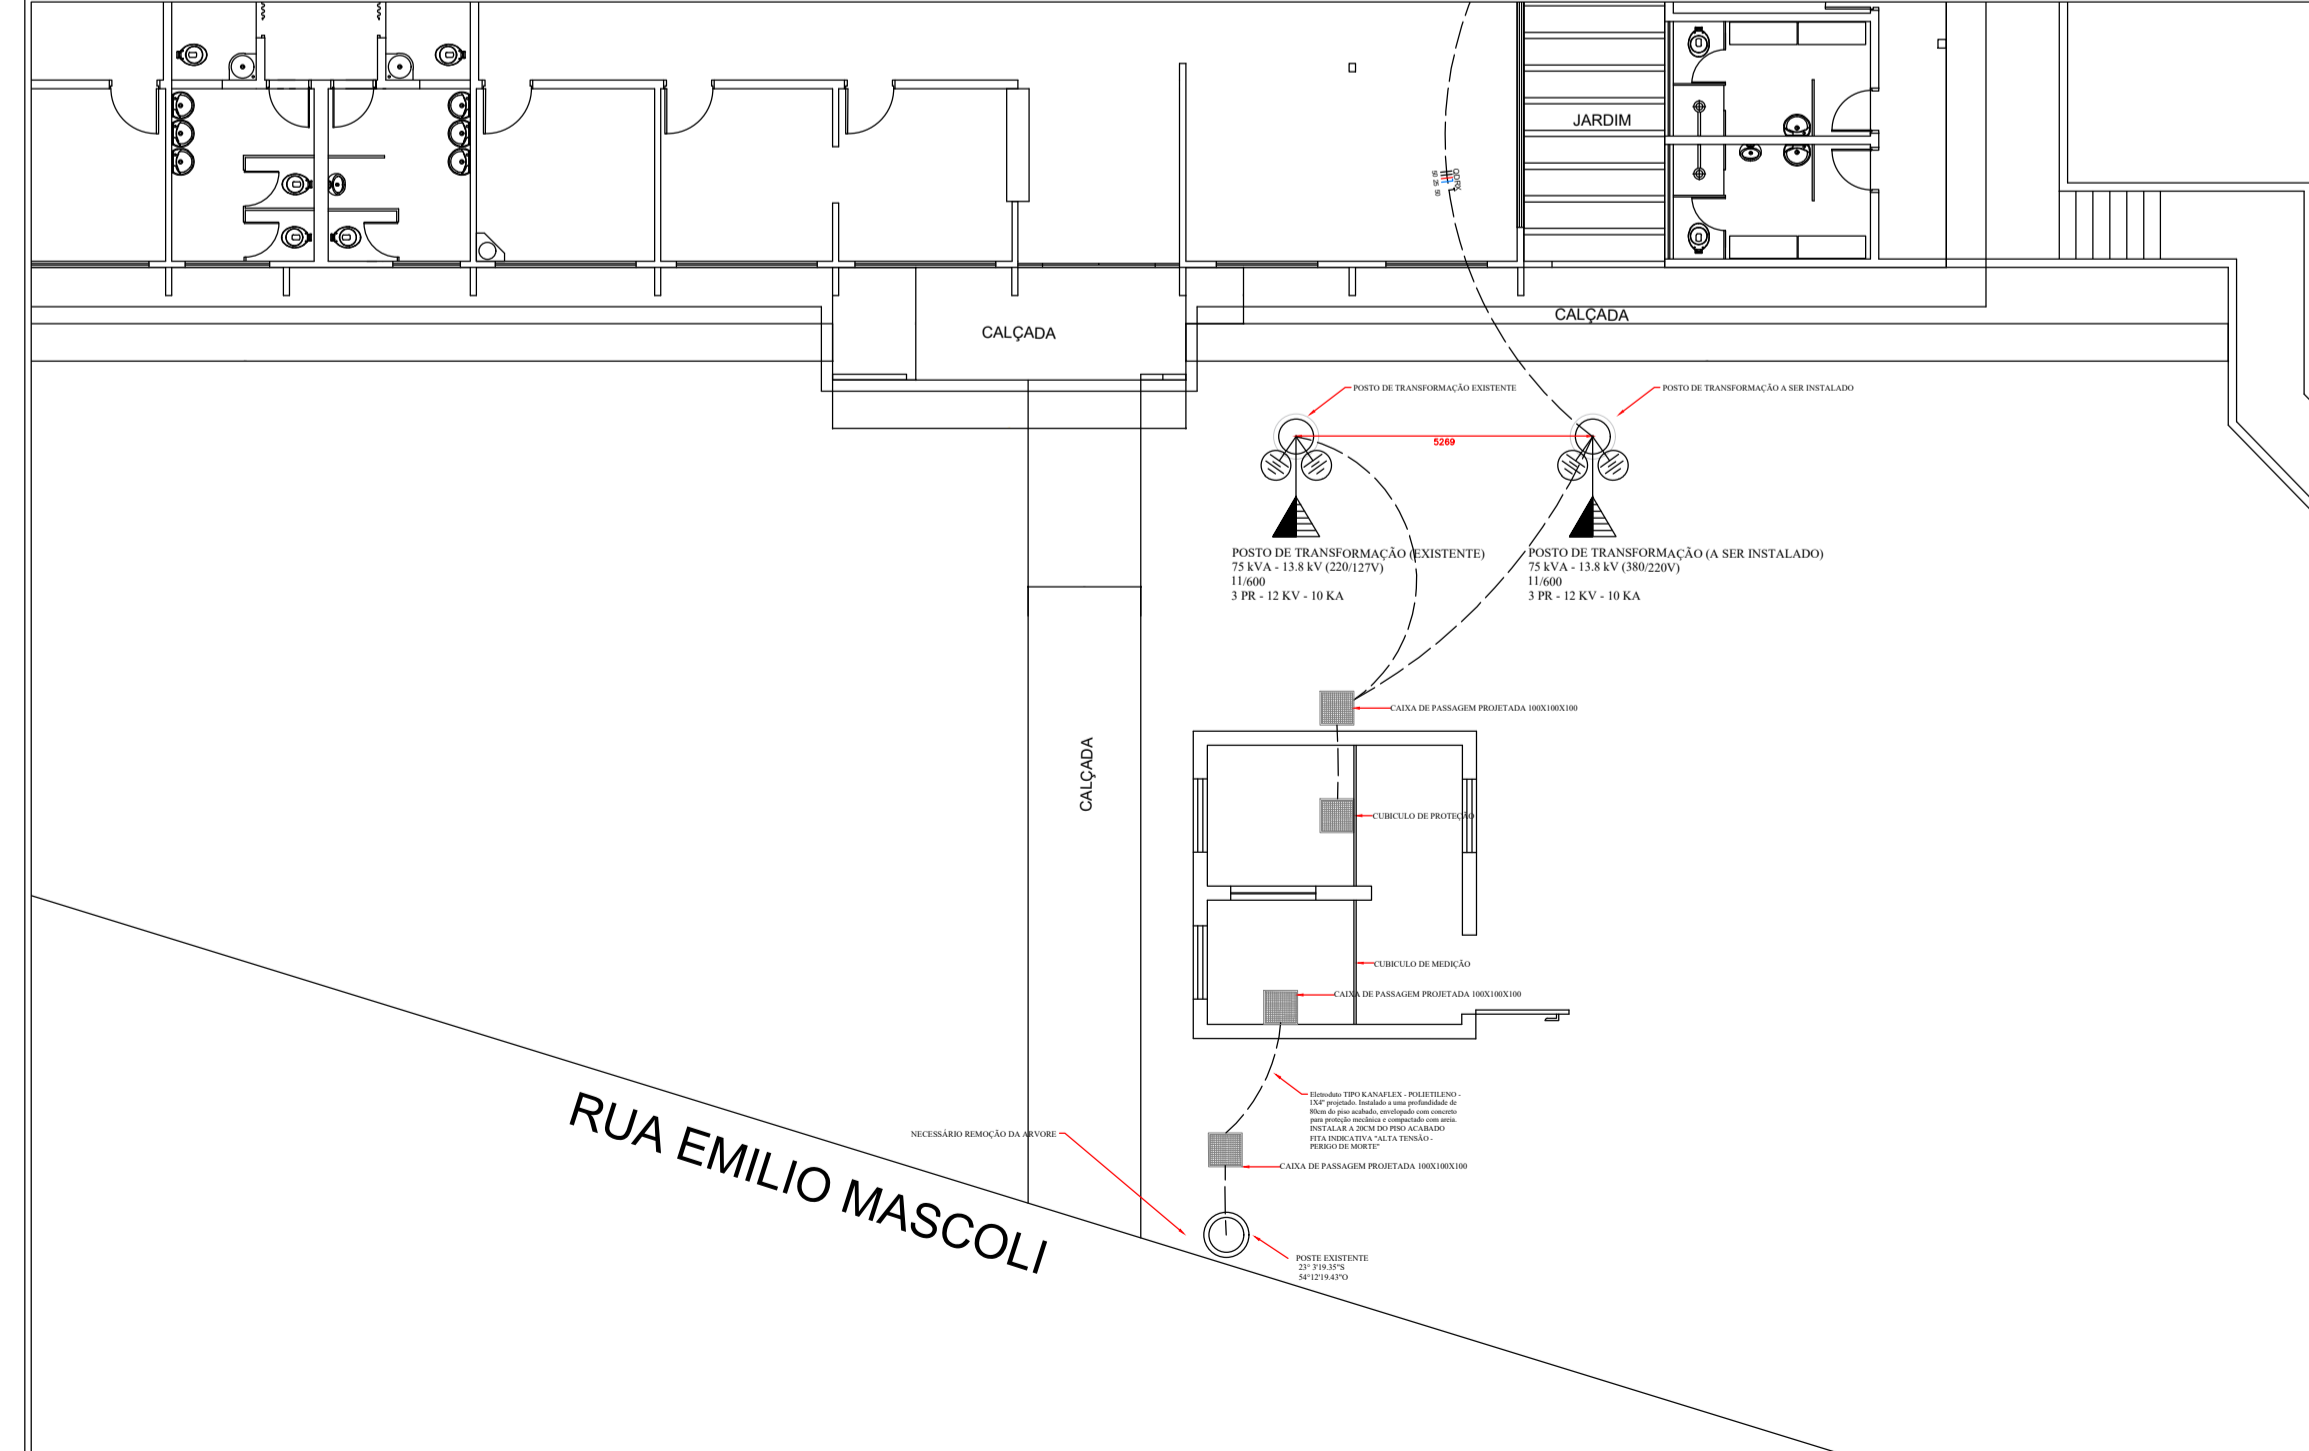 JARDIM
QDRX
50 25 50
CALÇADA
CALÇADA
POSTO DE TRANSFORMAÇÃO EXISTENTE
POSTO DE TRANSFORMAÇÃO A SER INSTALADO
5269
POSTO DE TRANSFORMAÇÃO (EXISTENTE)
75 kVA - 13.8 kV (220/127V)
11/600
3 PR - 12 KV - 10 KA
POSTO DE TRANSFORMAÇÃO (A SER INSTALADO)
75 kVA - 13.8 kV (380/220V)
11/600
3 PR - 12 KV - 10 KA
CAIXA DE PASSAGEM PROJETADA 100X100X100
CALÇADA
CUBICULO DE PROTEÇÃO
CUBICULO DE MEDIÇÃO
CAIXA DE PASSAGEM PROJETADA 100X100X100
Eletroduto TIPO KANAFLEX - POLIETILENO -
1X4" projetado. Instalado a uma profundidade de
80cm do piso acabado, envelopado com concreto
para proteção mecânica e compactado com areia.
INSTALAR A 20CM DO PISO ACABADO
FITA INDICATIVA "ALTA TENSÃO -
PERIGO DE MORTE"
RUA EMILIO MASCOLI
NECESSÁRIO REMOÇÃO DA ARVORE
CAIXA DE PASSAGEM PROJETADA 100X100X100
POSTE EXISTENTE
23° 3'19.35"S
54°12'19.43"O